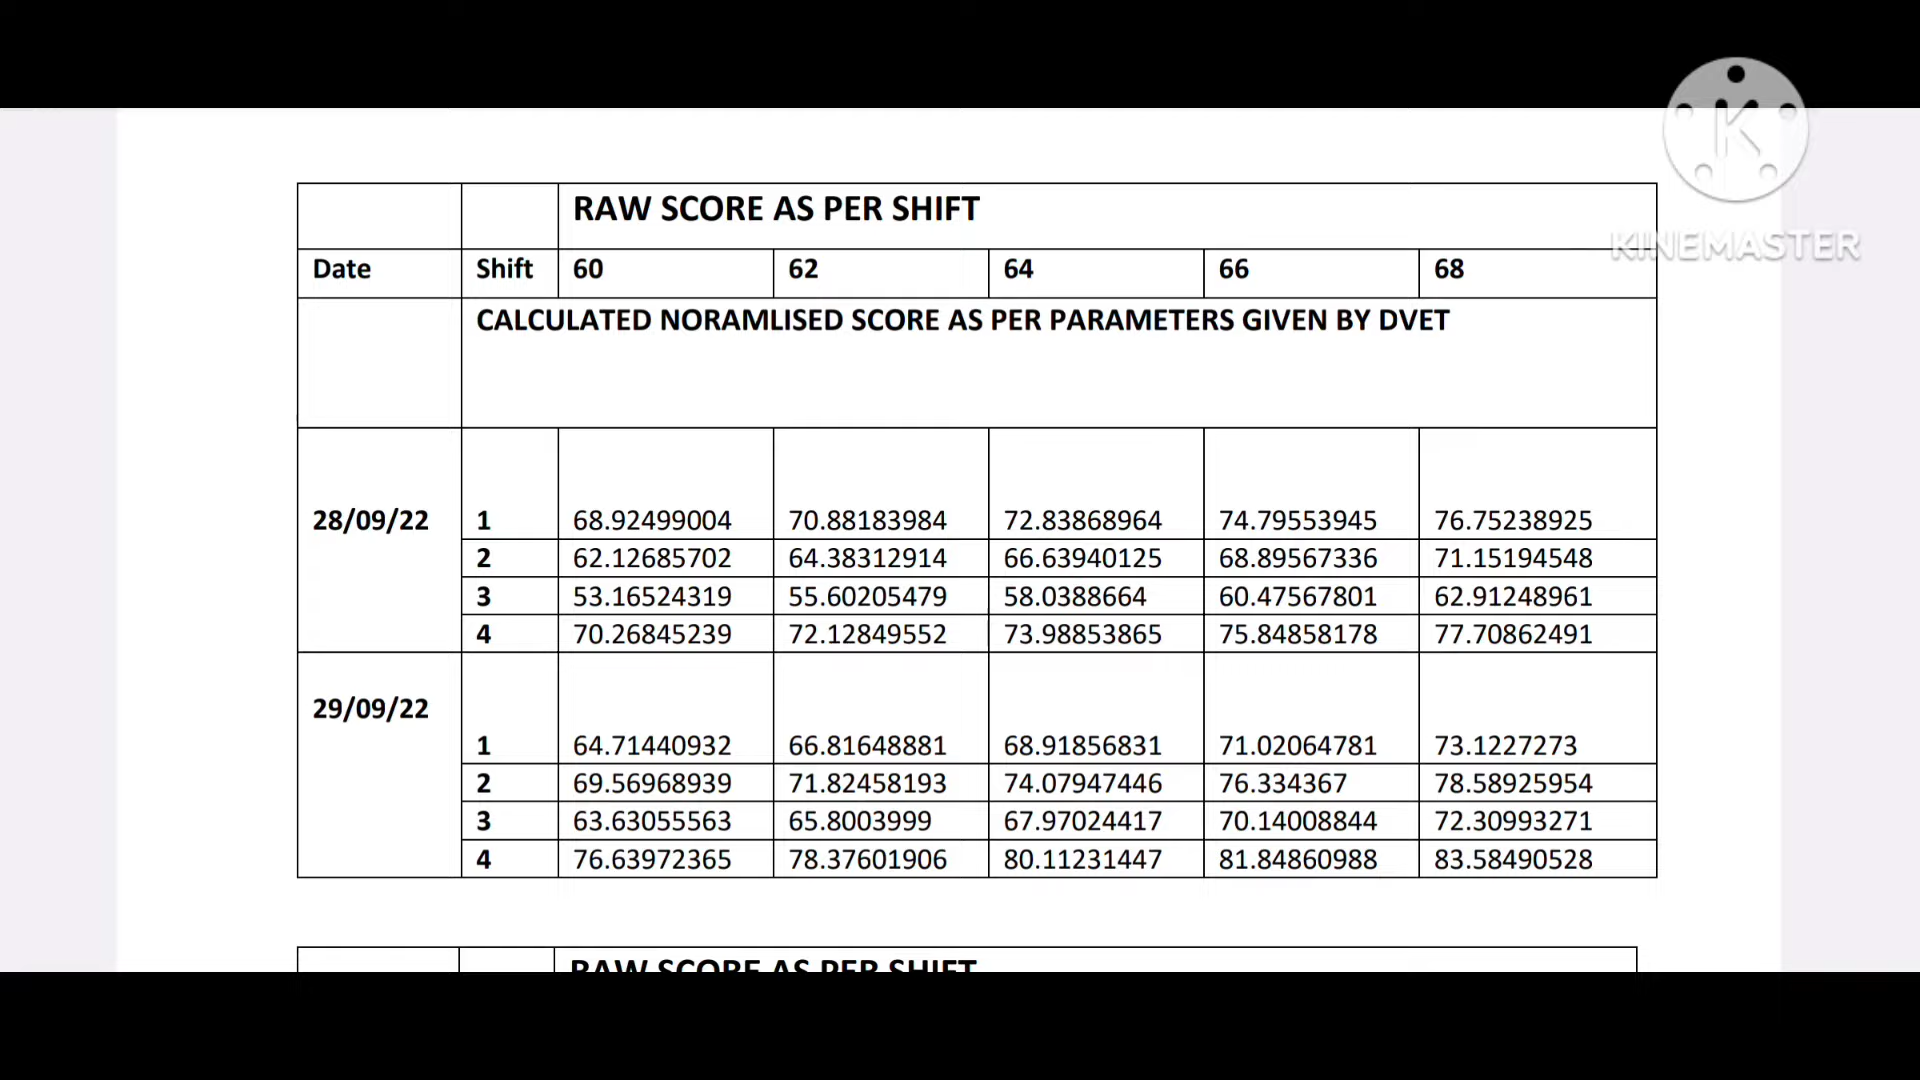 K
KINEMASTER
RAW SCORE AS PER SHIFT
Date Shift 60 62 64 66 68
CALCULATED NORAMLISED SCORE AS PER PARAMETERS GIVEN BY DVET
28/09/22 1 68.92499004 70.88183984 72.83868964 74.79553945 76.75238925
2 62.12685702 64.38312914 66.63940125 68.89567336 71.15194548
3 53.16524319 55.60205479 58.0388664 60.47567801 62.91248961
4 70.26845239 72.12849552 73.98853865 75.84858178 77.70862491
29/09/22
1 64.71440932 66.81648881 68.91856831 71.02064781 73.1227273
2 69.56968939 71.82458193 74.07947446 76.334367 78.58925954
3 63.63055563 65.8003999 67.97024417 70.14008844 72.30993271
4 76.63972365 78.37601906 80.11231447 81.84860988 83.58490528
RAW SCORE AS PER SHIFT